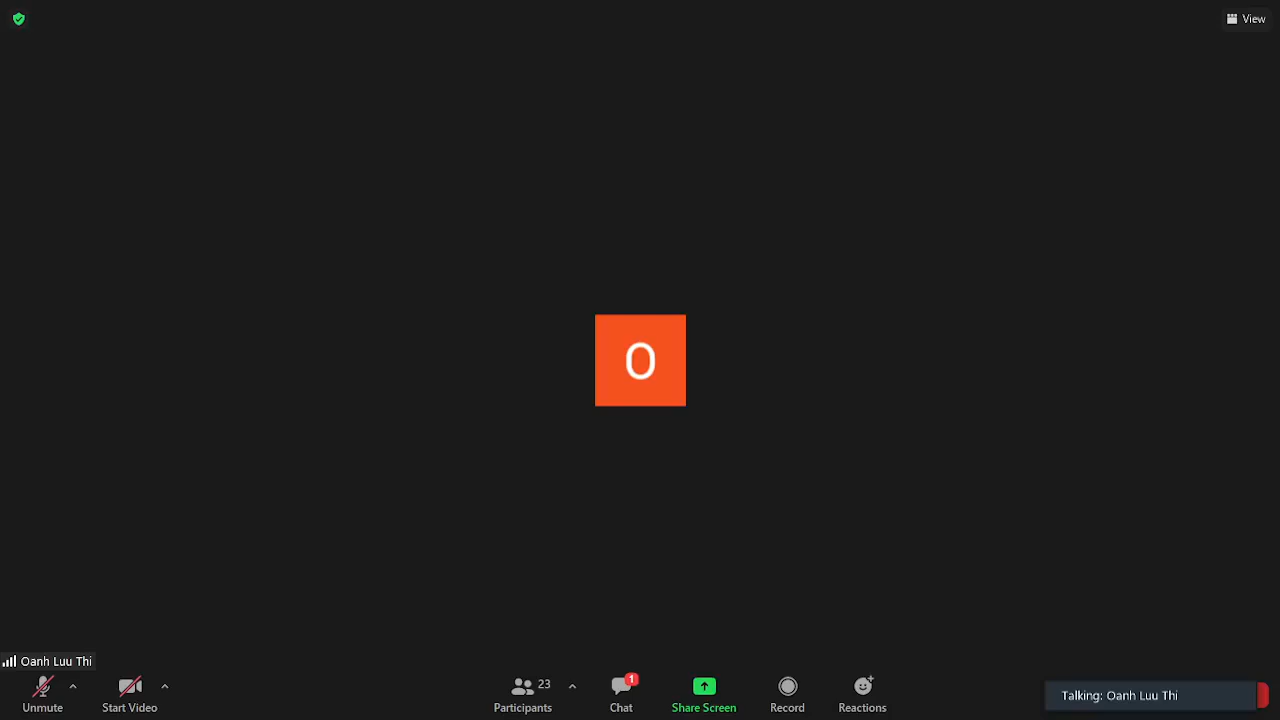 View
O
Oanh Luu Thi
Unmute
Start Video
23
Participants
1
Chat
Share Screen
Record
Reactions
Talking: Oanh Luu Thi